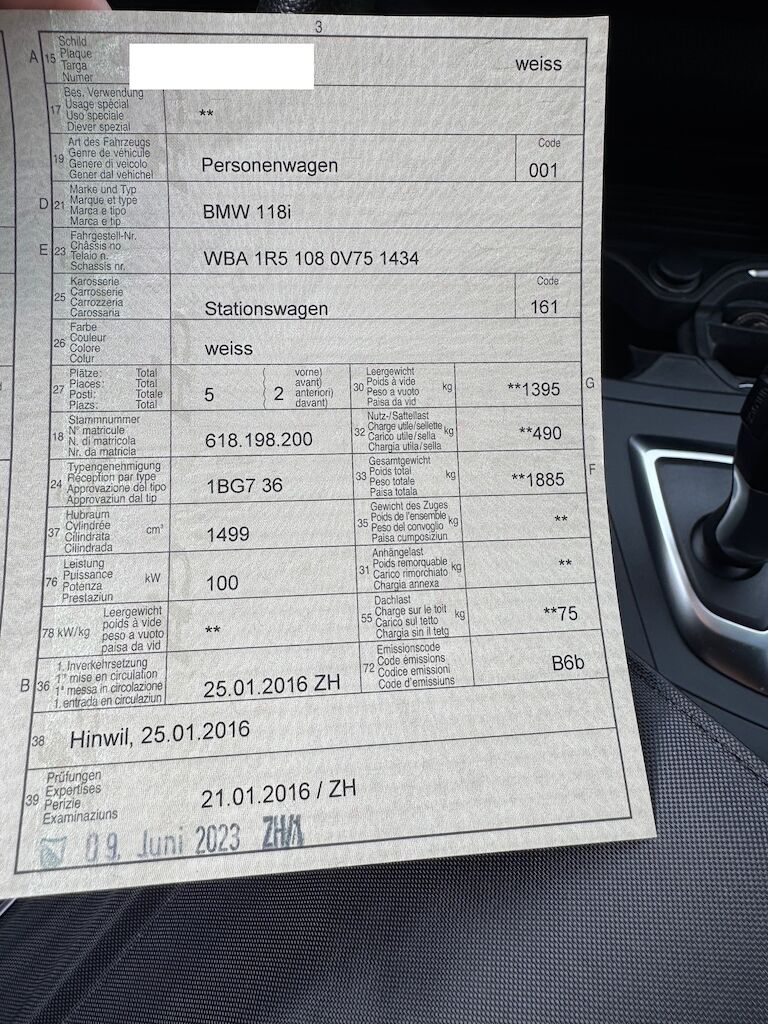 3
A 15 Schild
Plaque
Targa
Numer
weiss
17 Bes. Verwendung
Usage spécial
Uso speciale
Diever spezial
**
19 Art des Fahrzeugs
Genre de véhicule
Genere di veicolo
Gener dal vehichel
Personenwagen
Code
001
D 21 Marke und Typ
Marque et type
Marca e tipo
Marca e tip
BMW 118i
E 23 Fahrgestell-Nr.
Châssis no
Telaio n.
Schassis nr.
WBA 1R5 108 0V75 1434
25 Karosserie
Carrosserie
Carrozzeria
Carossaria
Stationswagen
Code
161
26 Farbe
Couleur
Colore
Colur
weiss
27 Plätze: Total
Places: Total
Posti: Totale
Plazs: Total
5
( 2
vorne)
avant)
anteriori)
davant)
30 Leergewicht
Poids à vide
Peso a vuoto
Paisa da vid
kg
**1395
G
18 Stammnummer
N° matricule
N. di matricola
Nr. da matricla
618.198.200
32 Nutz-/Sattellast
Charge utile/sellette
Carico utile/sella
Chargia utila/sella
kg
**490
24 Typengenehmigung
Réception par type
Approvazione del tipo
Approvaziun dal tip
1BG7 36
33 Gesamtgewicht
Poids total
Peso totale
Paisa totala
kg
**1885
F
37 Hubraum
Cylindrée
Cilindrata
Cilindrada
cm³
1499
35 Gewicht des Zuges
Poids de l'ensemble
Peso del convoglio
Paisa cumposiziun
kg
**
76 Leistung
Puissance
Potenza
Prestaziun
kW
100
31 Anhängelast
Poids remorquable
Carico rimorchiato
Chargia annexa
kg
**
78 kW/kg
Leergewicht
poids à vide
peso a vuoto
paisa da vid
**
55 Dachlast
Charge sur le toit
Carico sul tetto
Chargia sin il tetg
kg
**75
B 36 1. Inverkehrsetzung
1re mise en circulation
1a messa in circolazione
1. entrada en circulaziun
25.01.2016 ZH
72 Emissionscode
Code émissions
Codice emissioni
Code d'emissiuns
B6b
38 Hinwil, 25.01.2016
39 Prüfungen
Expertises
Perizie
Examinaziuns
21.01.2016 / ZH
09. Juni 2023 ZH/1